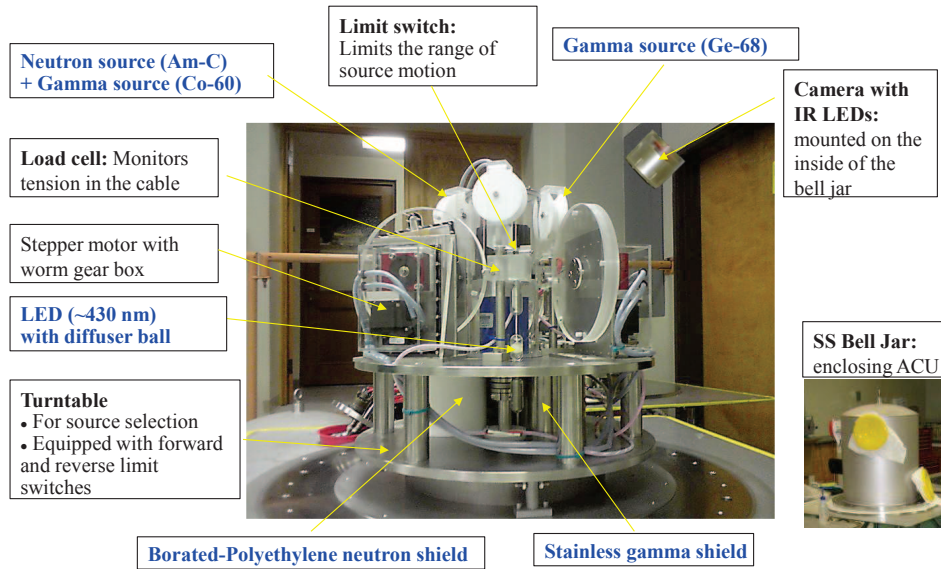 Neutron source (Am-C)
+ Gamma source (Co-60)
Limit switch:
Limits the range of
source motion
Gamma source (Ge-68)
Camera with
IR LEDs:
mounted on the
inside of the
bell jar
Load cell: Monitors
tension in the cable
Stepper motor with
worm gear box
LED (~430 nm)
with diffuser ball
SS Bell Jar:
enclosing ACU
Turntable
• For source selection
• Equipped with forward
and reverse limit
switches
Borated-Polyethylene neutron shield
Stainless gamma shield